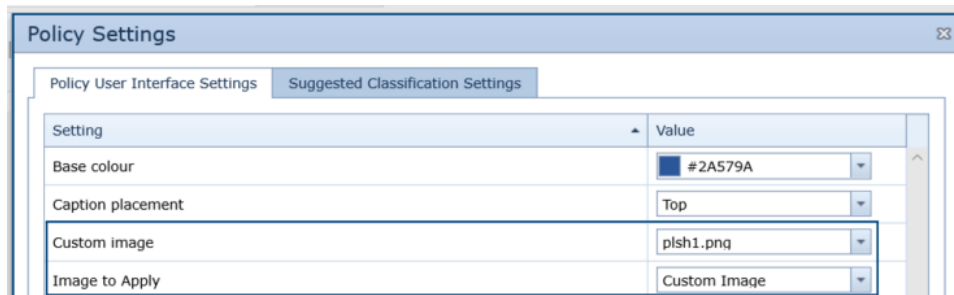 Policy Settings
Policy User Interface Settings Suggested Classification Settings
Setting Value
Base colour #2A579A
Caption placement Top
Custom image plsh1.png
Image to Apply Custom Image